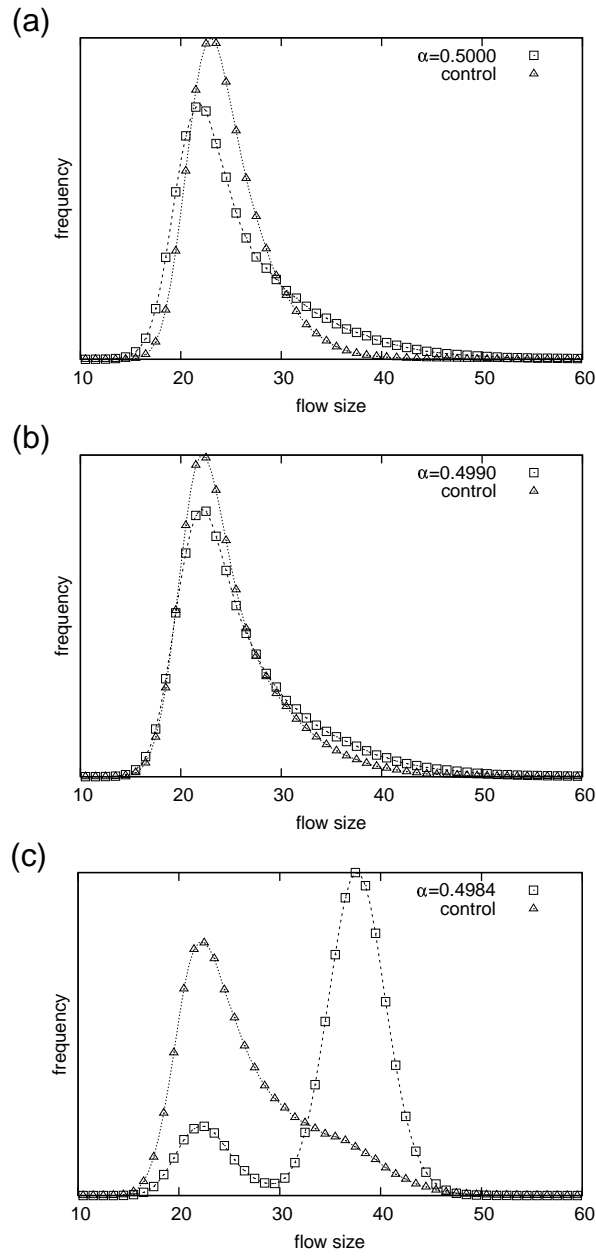 (a)
α=0.5000
control
frequency
10 20 30 40 50 60
flow size
(b)
α=0.4990
control
frequency
10 20 30 40 50 60
flow size
(c)
α=0.4984
control
frequency
10 20 30 40 50 60
flow size